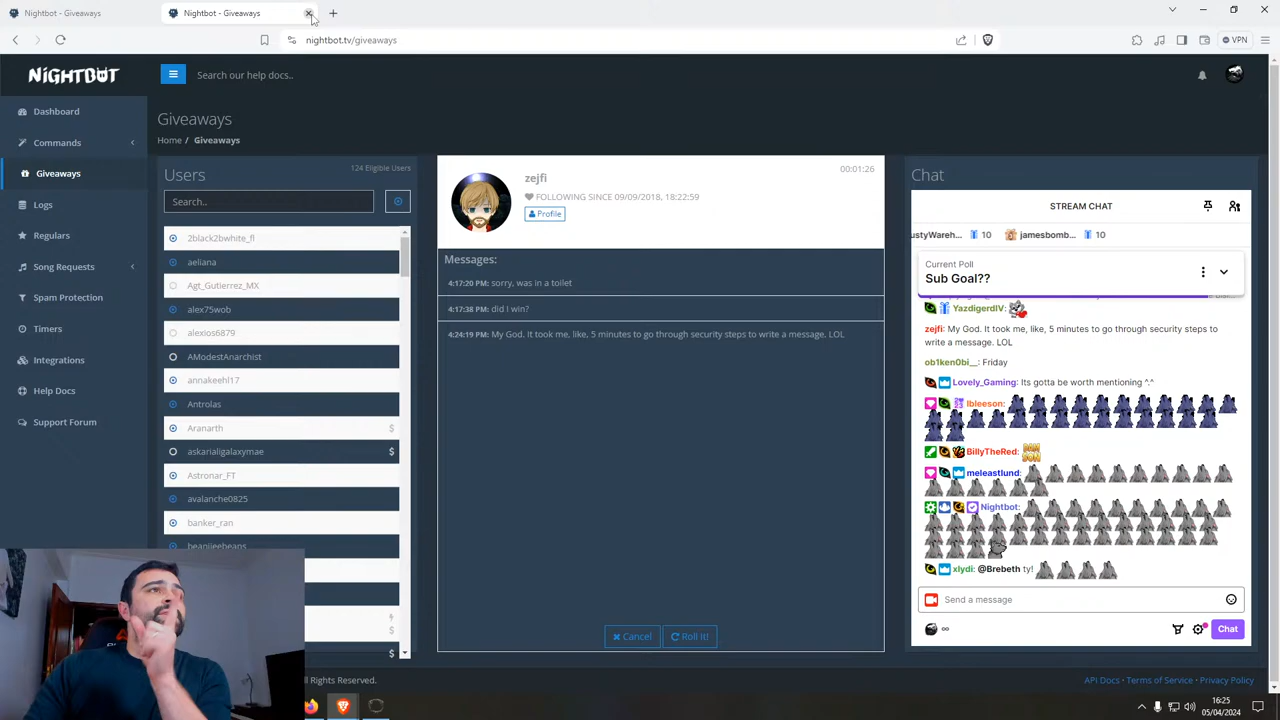 Nightbot - Giveaways
Nightbot - Giveaways
nightbot.tv/giveaways
VPN
NIGHTBOT
Search our help docs..
Dashboard
Commands
Giveaways
Logs
Regulars
Song Requests
Spam Protection
Timers
Integrations
Help Docs
Support Forum
Giveaways
Home / Giveaways
Users
124 Eligible Users
Search..
2black2bwhite_fl
aeliana
Agt_Gutierrez_MX
alex75wob
alexios6879
AModestAnarchist
annakeehl17
Antrolas
Aranarth $
askarialigalaxymae $
Astronar_FT
avalanche0825
banker_ran
beanjieebeans
$
$
zejfi
00:01:26
FOLLOWING SINCE 09/09/2018, 18:22:59
Profile
Messages:
4:17:20 PM: sorry, was in a toilet
4:17:38 PM: did I win?
4:24:19 PM: My God. It took me, like, 5 minutes to go through security steps to write a message. LOL
Cancel
Roll It!
Chat
STREAM CHAT
ustyWareh... 10 jamesbomb... 10
Current Poll
Sub Goal??
YazdigerdIV:
zejfi: My God. It took me, like, 5 minutes to go through security steps to
write a message. LOL
ob1ken0bi__: Friday
Lovely_Gaming: Its gotta be worth mentioning ^.^
lbleeson:
BillyTheRed:
meleastlund:
Nightbot:
xlydi: @Brebeth ty!
Send a message
∞
Chat
ll Rights Reserved.
API Docs · Terms of Service · Privacy Policy
16:25
05/04/2024